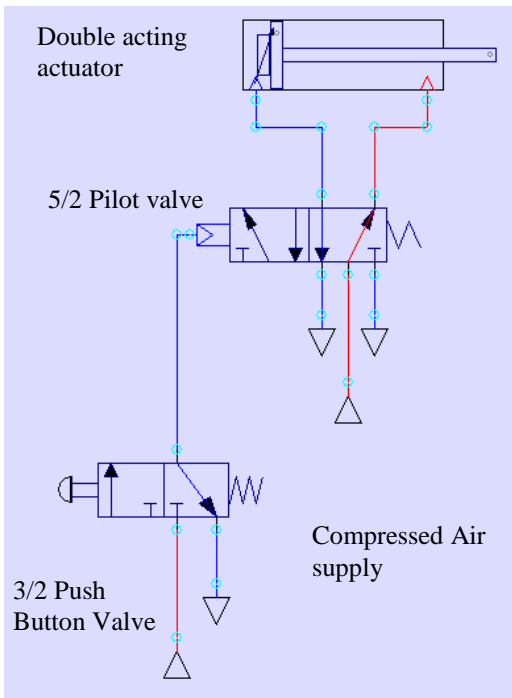 Double acting
actuator
5/2 Pilot valve
Compressed Air
supply
3/2 Push
Button Valve